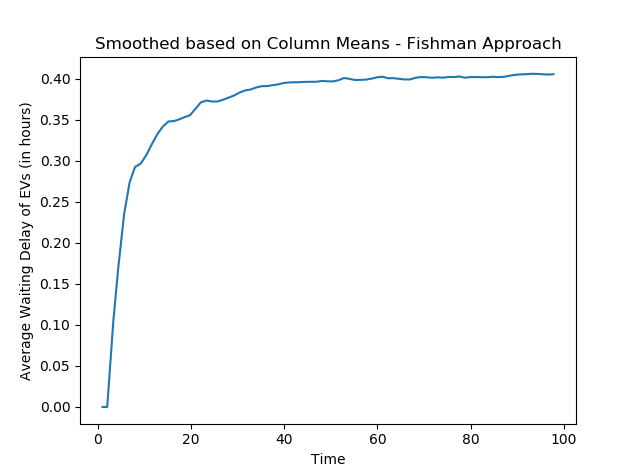 Smoothed based on Column Means - Fishman Approach
Average Waiting Delay of EVs (in hours)
0.40
0.35
0.30
0.25
0.20
0.15
0.10
0.05
0.00
0 20 40 60 80 100
Time